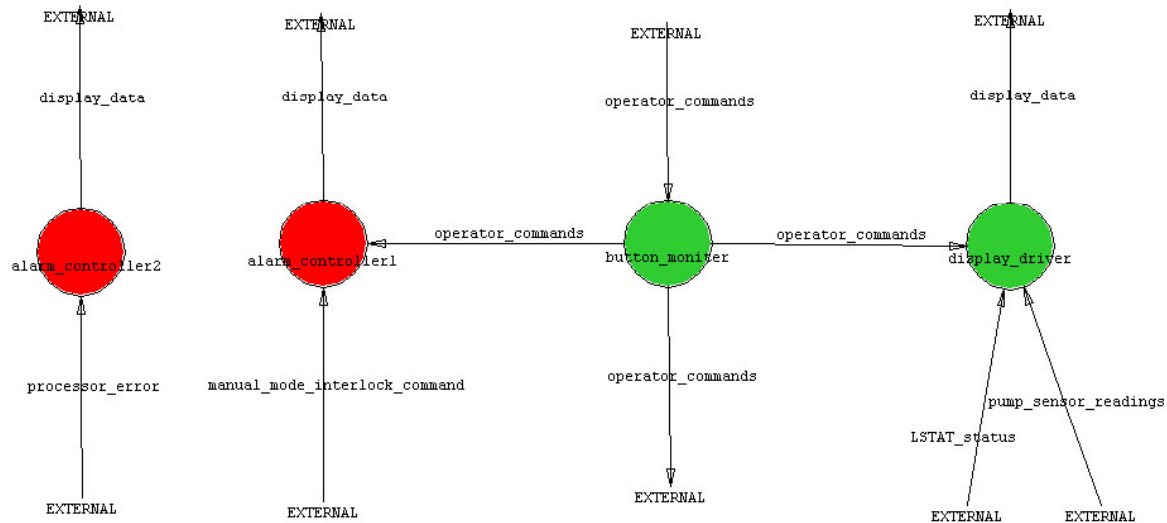 EXTERNAL
EXTERNAL
EXTERNAL
EXTERNAL
display_data
display_data
operator_commands
display_data
operator_commands
operator_commands
alarm_controller2
alarm_controller1
button_moniter
display_driver
processor_error
manual_mode_interlock_command
operator_commands
pump_sensor_readings
LSTAT_status
EXTERNAL
EXTERNAL
EXTERNAL
EXTERNAL
EXTERNAL